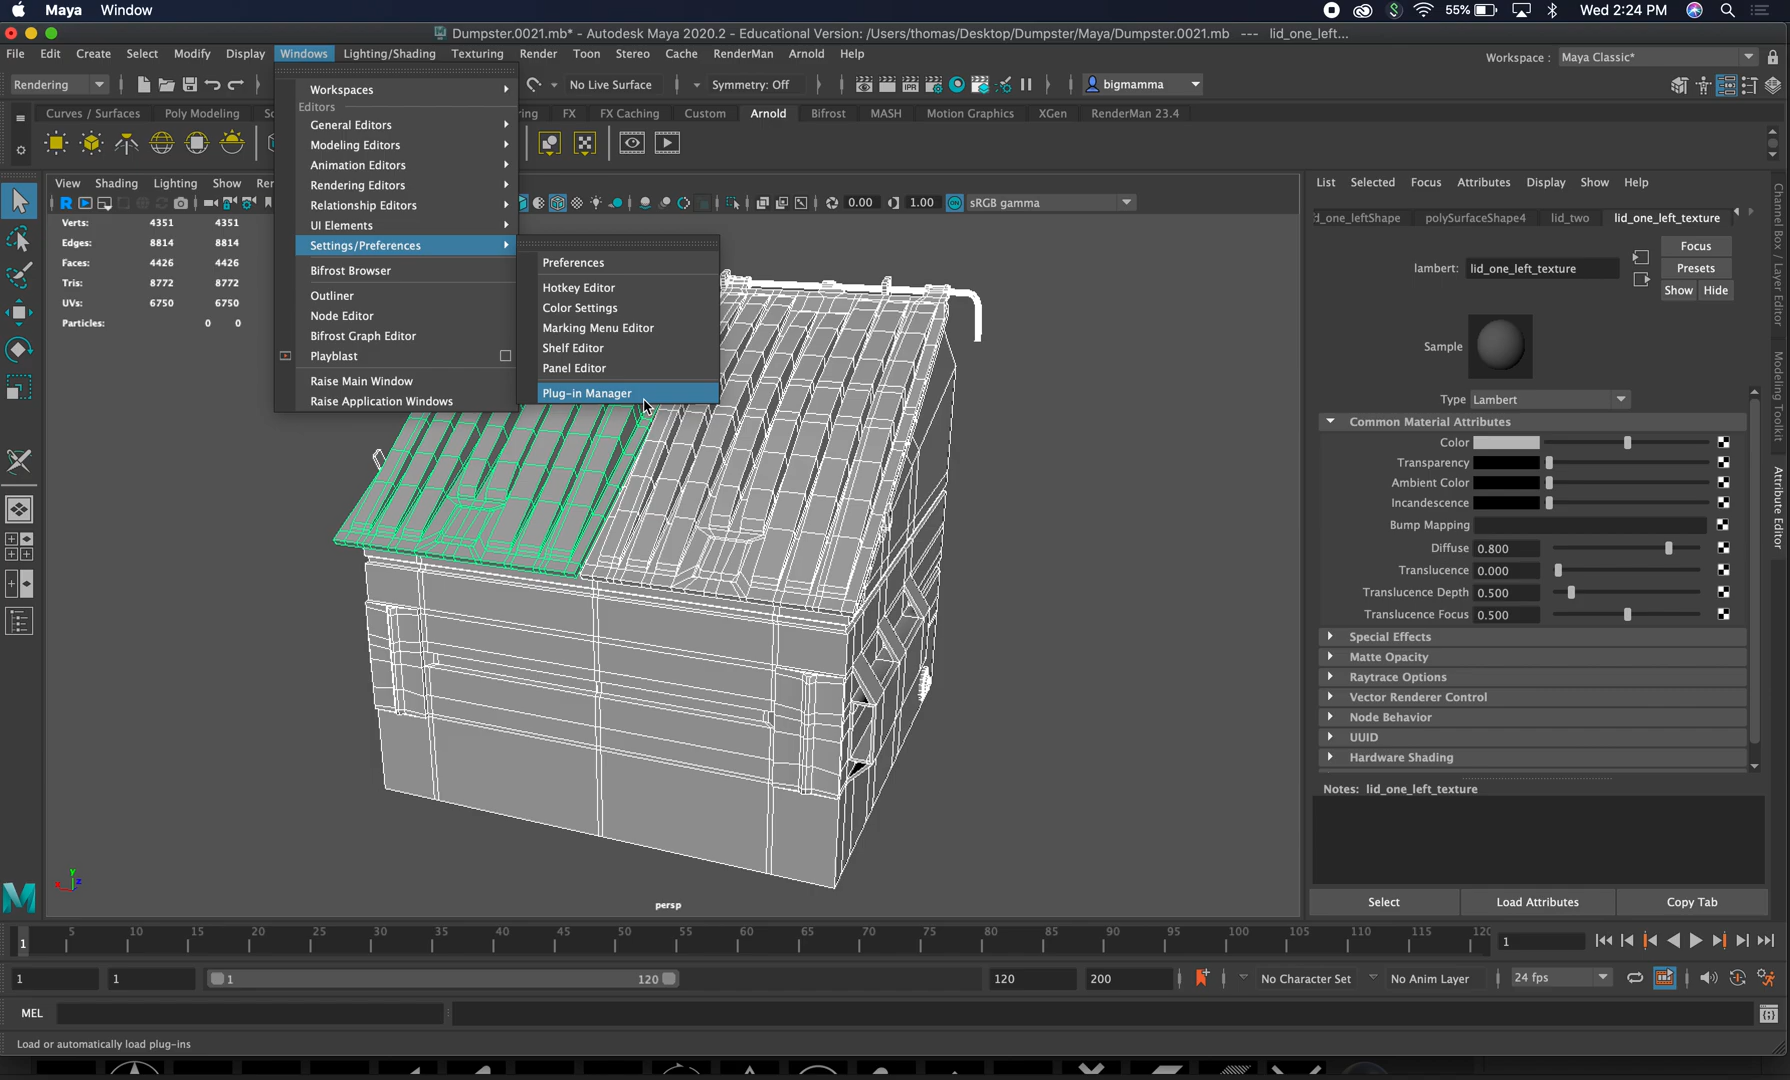 Maya Window
55% Wed 2:24 PM
Dumpster.0021.mb* - Autodesk Maya 2020.2 - Educational Version: /Users/thomas/Desktop/Dumpster/Maya/Dumpster.0021.mb --- lid_one_left...
File Edit Create Select Modify Display Windows Lighting/Shading Texturing Render Toon Stereo Cache RenderMan Arnold Help
Workspace : Maya Classic*
Rendering No Live Surface Symmetry: Off bigmamma
Curves / Surfaces Poly Modeling FX FX Caching Custom Arnold Bifrost MASH Motion Graphics XGen RenderMan 23.4
View Shading Lighting Show Ren
0.00 1.00 ON sRGB gamma
Verts: 4351 4351
Edges: 8814 8814
Faces: 4426 4426
Tris: 8772 8772
UVs: 6750 6750
Particles: 0 0
Workspaces
Editors
General Editors
Modeling Editors
Animation Editors
Rendering Editors
Relationship Editors
UI Elements
Settings/Preferences
Bifrost Browser
Outliner
Node Editor
Bifrost Graph Editor
Playblast
Raise Main Window
Raise Application Windows
Preferences
Hotkey Editor
Color Settings
Marking Menu Editor
Shelf Editor
Panel Editor
Plug-in Manager
persp
List Selected Focus Attributes Display Show Help
d_one_leftShape polySurfaceShape4 lid_two lid_one_left_texture
lambert: lid_one_left_texture
Focus
Presets
Show Hide
Sample
Type Lambert
Common Material Attributes
Color
Transparency
Ambient Color
Incandescence
Bump Mapping
Diffuse 0.800
Translucence 0.000
Translucence Depth 0.500
Translucence Focus 0.500
Special Effects
Matte Opacity
Raytrace Options
Vector Renderer Control
Node Behavior
UUID
Hardware Shading
Notes: lid_one_left_texture
Select Load Attributes Copy Tab
Channel Box / Layer Editor
Modeling Toolkit
Attribute Editor
1 5 10 15 20 25 30 35 40 45 50 55 60 65 70 75 80 85 90 95 100 105 110 115 120 1
1 1 1 120 120 200 No Character Set No Anim Layer 24 fps
MEL
Load or automatically load plug-ins